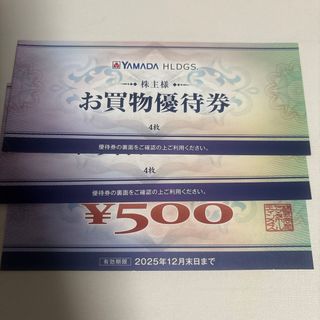 YAMADA HLDGS.
株主様
お買物優待券
4枚
優待券の裏面をご確認の上ご利用ください。
4枚
優待券の裏面をご確認の上ご利用ください。
¥500
有効期限 2025年12月末日まで